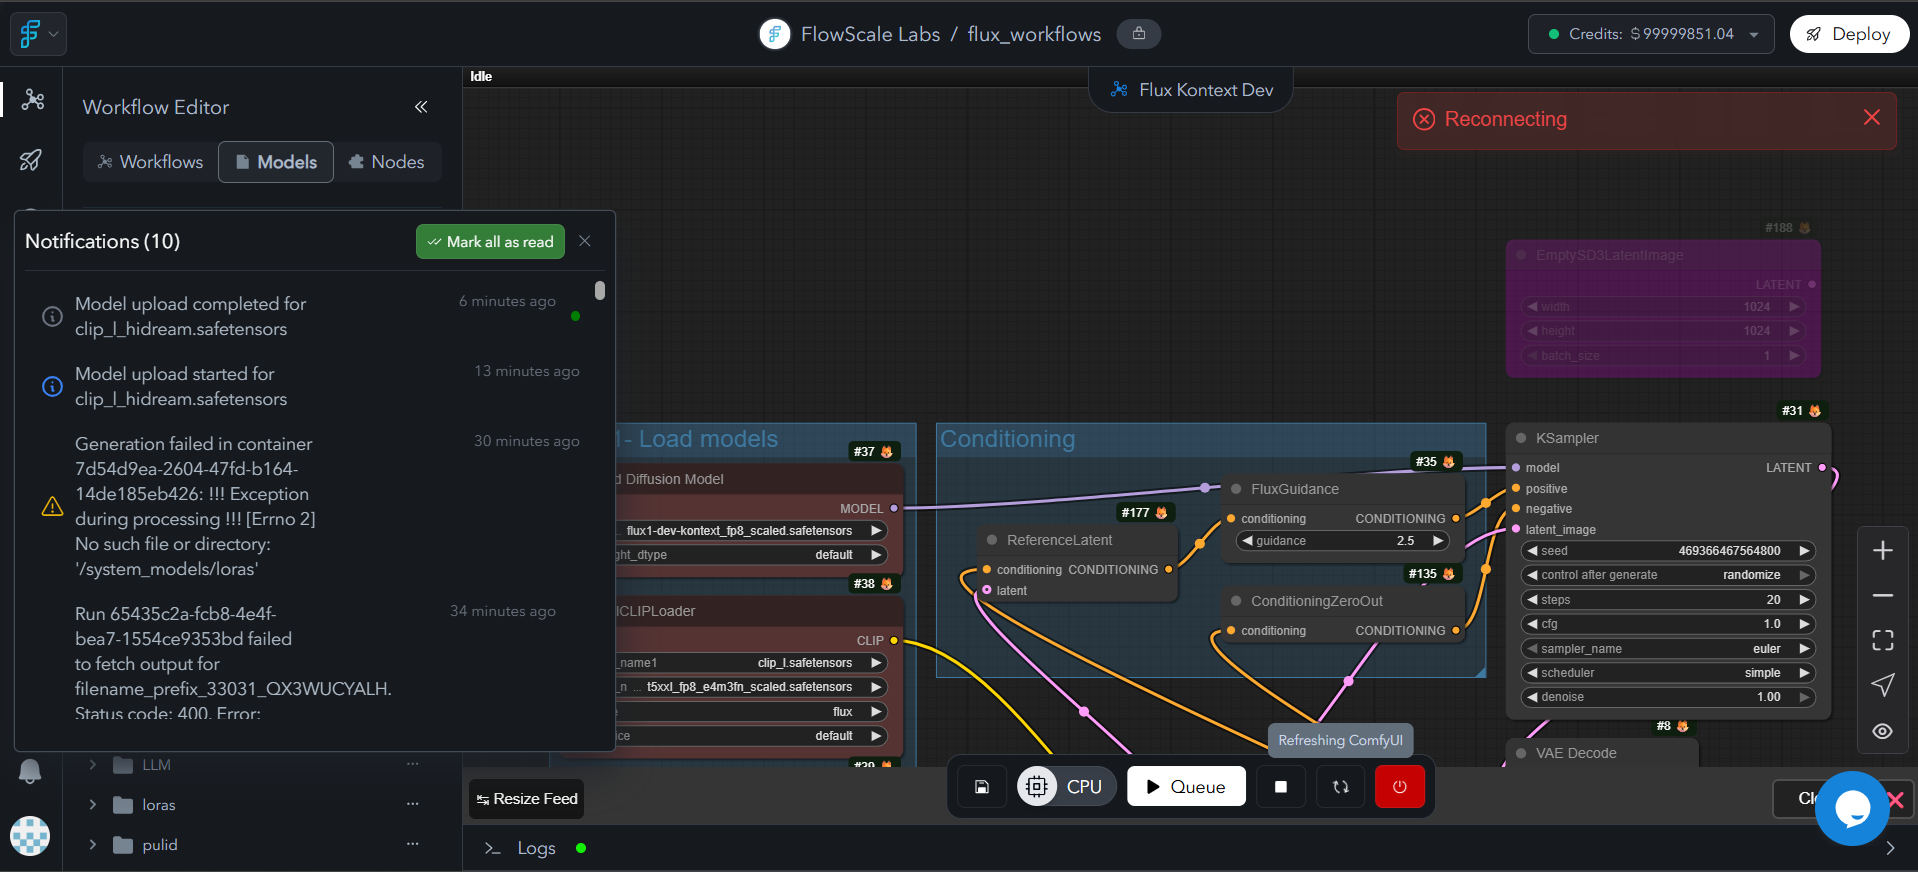 FlowScale Labs / flux_workflows
Credits: $ 99999851.04
Deploy
Workflow Editor
Workflows
Models
Nodes
Idle
Flux Kontext Dev
Reconnecting
Notifications (10)
Mark all as read
Model upload completed for
clip_l_hidream.safetensors
6 minutes ago
Model upload started for
clip_l_hidream.safetensors
13 minutes ago
Generation failed in container
7d54d9ea-2604-47fd-b164-
14de185eb426: !!! Exception
during processing !!! [Errno 2]
No such file or directory:
'/system_models/loras'
30 minutes ago
Run 65435c2a-fcb8-4e4f-
bea7-1554ce9353bd failed
to fetch output for
filename_prefix_33031_QX3WUCYALH.
Status code: 400, Error:
34 minutes ago
LLM
loras
pulid
#188
EmptySD3LatentImage
LATENT
width 1024
height 1024
batch_size 1
- Load models
#37
d Diffusion Model
MODEL
... flux1-dev-kontext_fp8_scaled.safetensors
ght_dtype default
#38
CLIPLoader
CLIP
_name1 clip_l.safetensors
_n ... t5xxl_fp8_e4m3fn_scaled.safetensors
flux
ice default
#39
Conditioning
#35
FluxGuidance
conditioning CONDITIONING
guidance 2.5
#177
ReferenceLatent
conditioning CONDITIONING
latent
#135
ConditioningZeroOut
conditioning CONDITIONING
#31
KSampler
model LATENT
positive
negative
latent_image
seed 469366467564800
control after generate randomize
steps 20
cfg 1.0
sampler_name euler
scheduler simple
denoise 1.00
#8
VAE Decode
Refreshing ComfyUI
Resize Feed
CPU
Queue
Logs